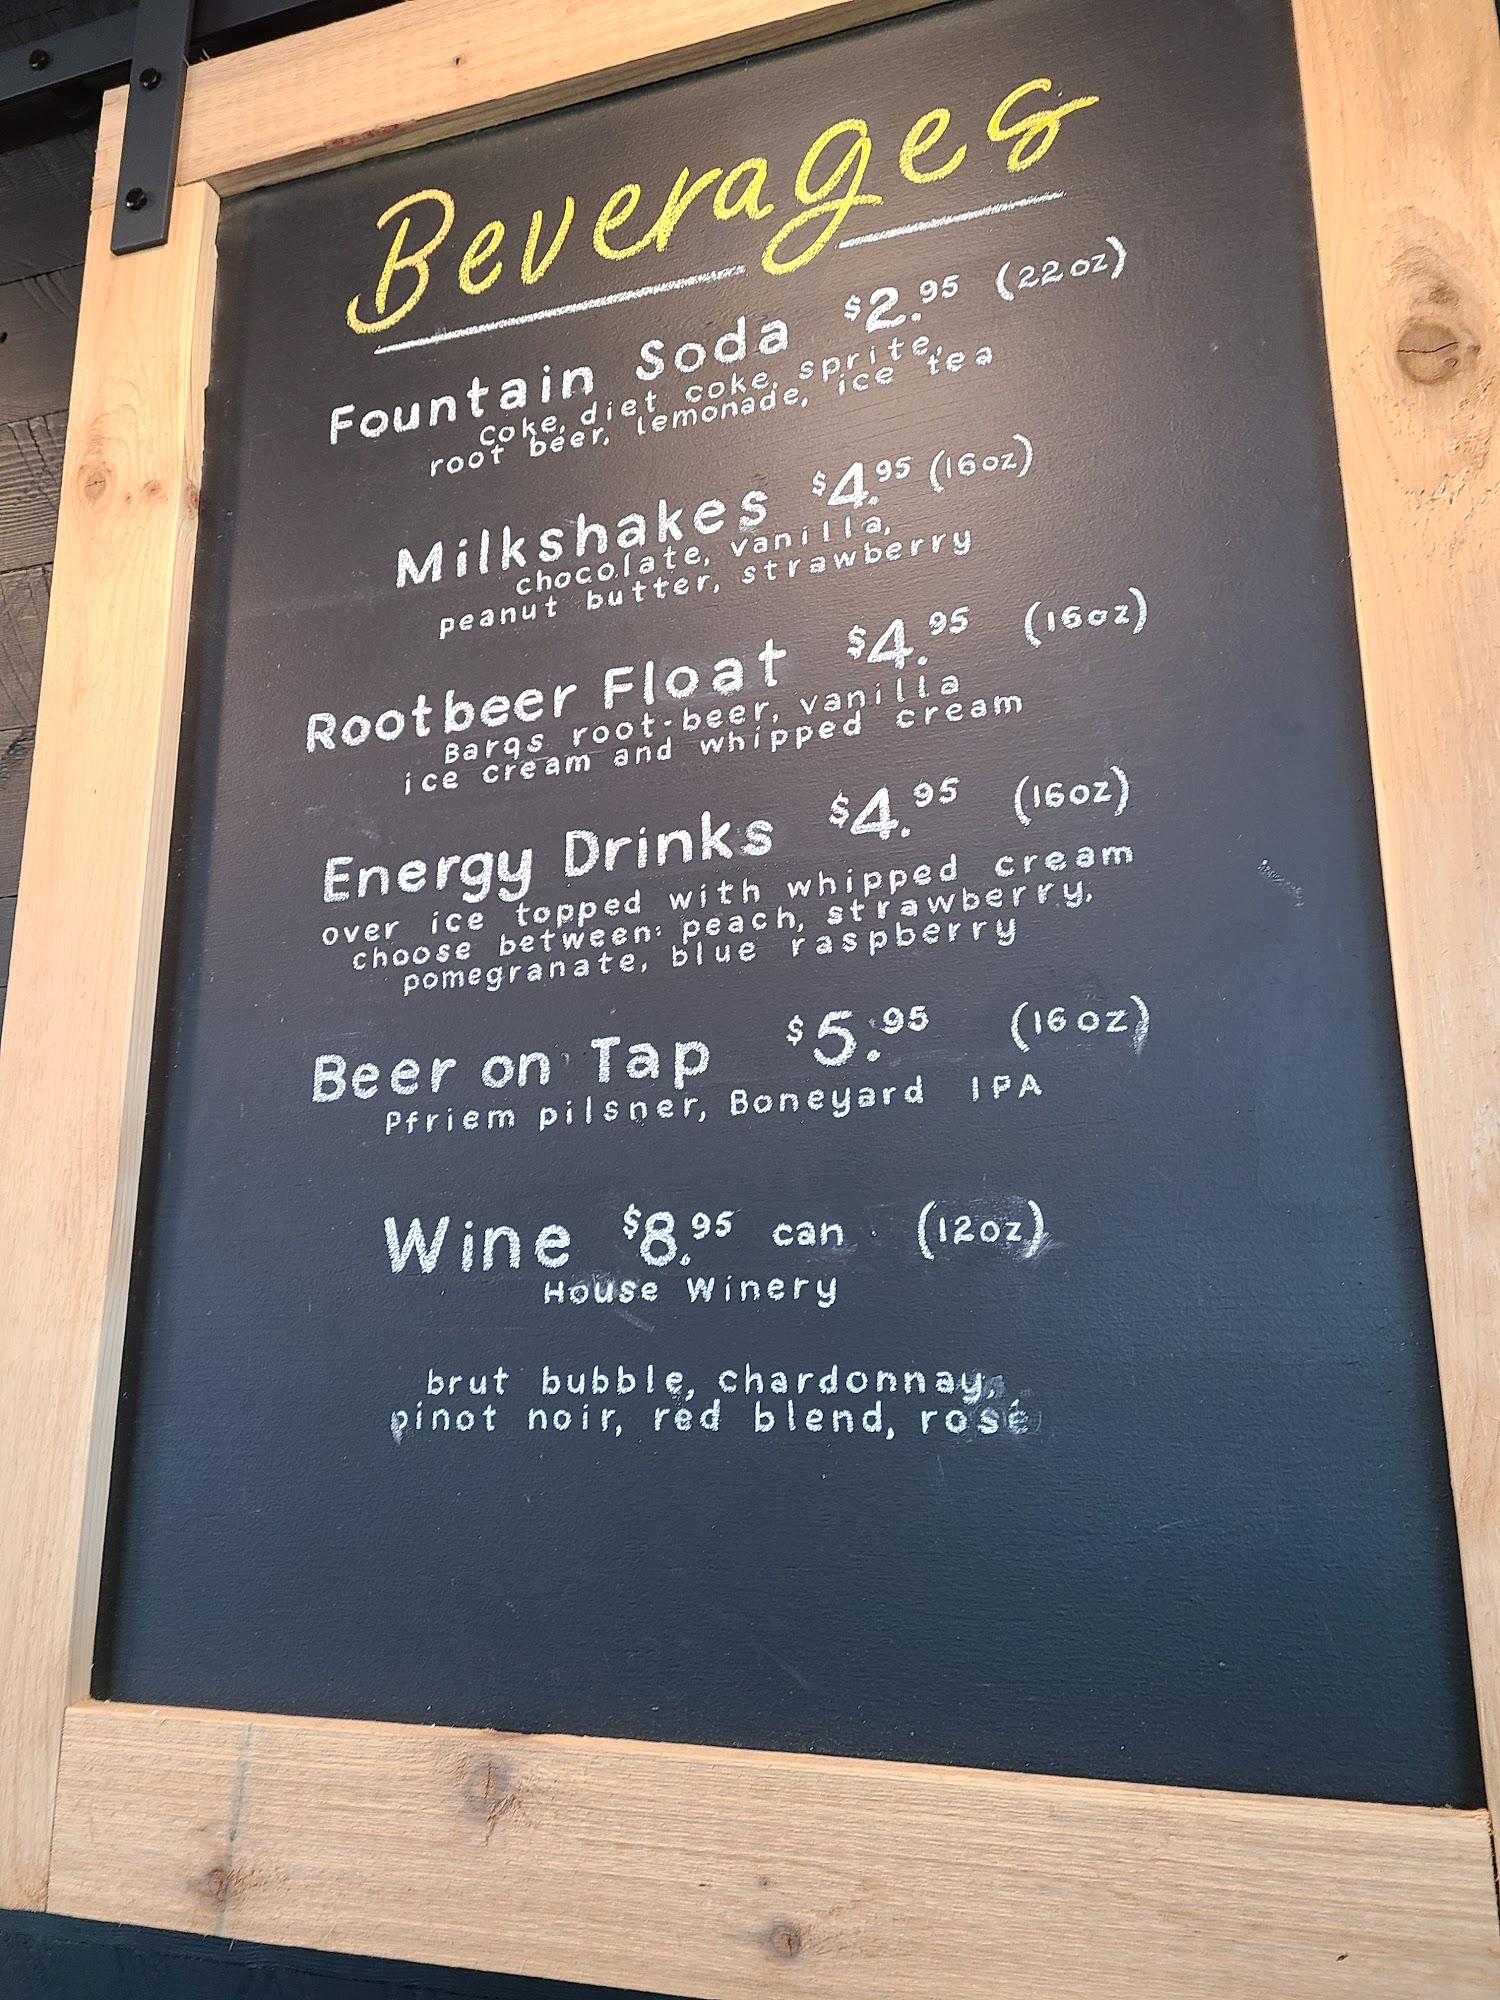 Beverages
Fountain Soda $2.95 (22oz)
Coke, diet coke, sprite,
root beer, lemonade, ice tea
Milkshakes $4.95 (16oz)
chocolate, vanilla,
peanut butter, strawberry
Rootbeer Float $4.95 (16oz)
Barqs root-beer, vanilla
ice cream and whipped cream
Energy Drinks $4.95 (16oz)
over ice topped with whipped cream
choose between: peach, strawberry,
pomegranate, blue raspberry
Beer on Tap $5.95 (16oz)
Pfriem pilsner, Boneyard IPA
Wine $8.95 can (12oz)
House Winery
brut bubble, chardonnay,
pinot noir, red blend, rosé